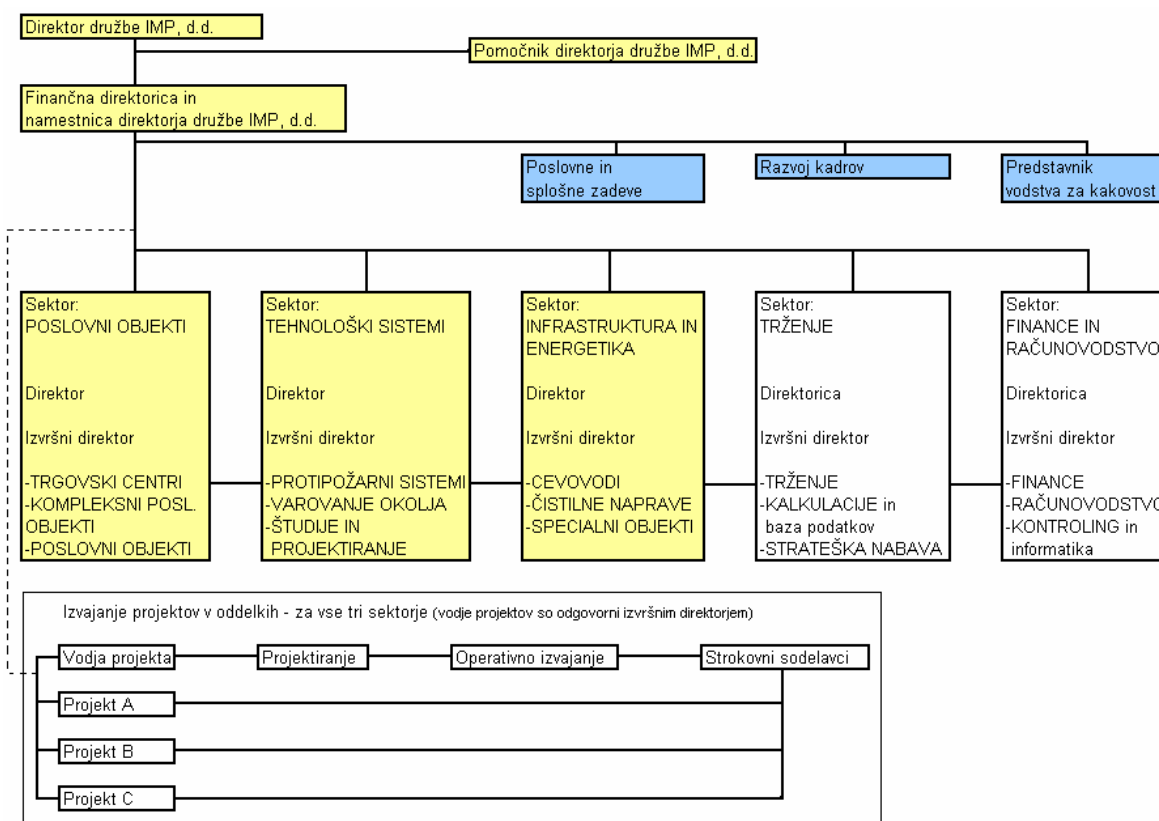 Direktor družbe IMP, d.d.
Pomočnik direktorja družbe IMP, d.d.
Finančna direktorica in
namestnica direktorja družbe IMP, d.d.
Poslovne in
splošne zadeve
Razvoj kadrov
Predstavnik
vodstva za kakovost
Sektor:
POSLOVNI OBJEKTI
Direktor
Izvršni direktor
-TRGOVSKI CENTRI
-KOMPLEKSNI POSL.
OBJEKTI
-POSLOVNI OBJEKTI
Sektor:
TEHNOLOŠKI SISTEMI
Direktor
Izvršni direktor
-PROTIPOŽARNI SISTEMI
-VAROVANJE OKOLJA
-ŠTUDIJE IN
PROJEKTIRANJE
Sektor:
INFRASTRUKTURA IN
ENERGETIKA
Direktor
Izvršni direktor
-CEVOVODI
-ČISTILNE NAPRAVE
-SPECIALNI OBJEKTI
Sektor:
TRŽENJE
Direktorica
Izvršni direktor
-TRŽENJE
-KALKULACIJE in
baza podatkov
-STRATEŠKA NABAVA
Sektor:
FINANCE IN
RAČUNOVODSTVO
Direktorica
Izvršni direktor
-FINANCE
-RAČUNOVODSTVO
-KONTROLING in
informatika
Izvajanje projektov v oddelkih - za vse tri sektorje (vodje projektov so odgovorni izvršnim direktorjem)
Vodja projekta
Projektiranje
Operativno izvajanje
Strokovni sodelavci
Projekt A
Projekt B
Projekt C